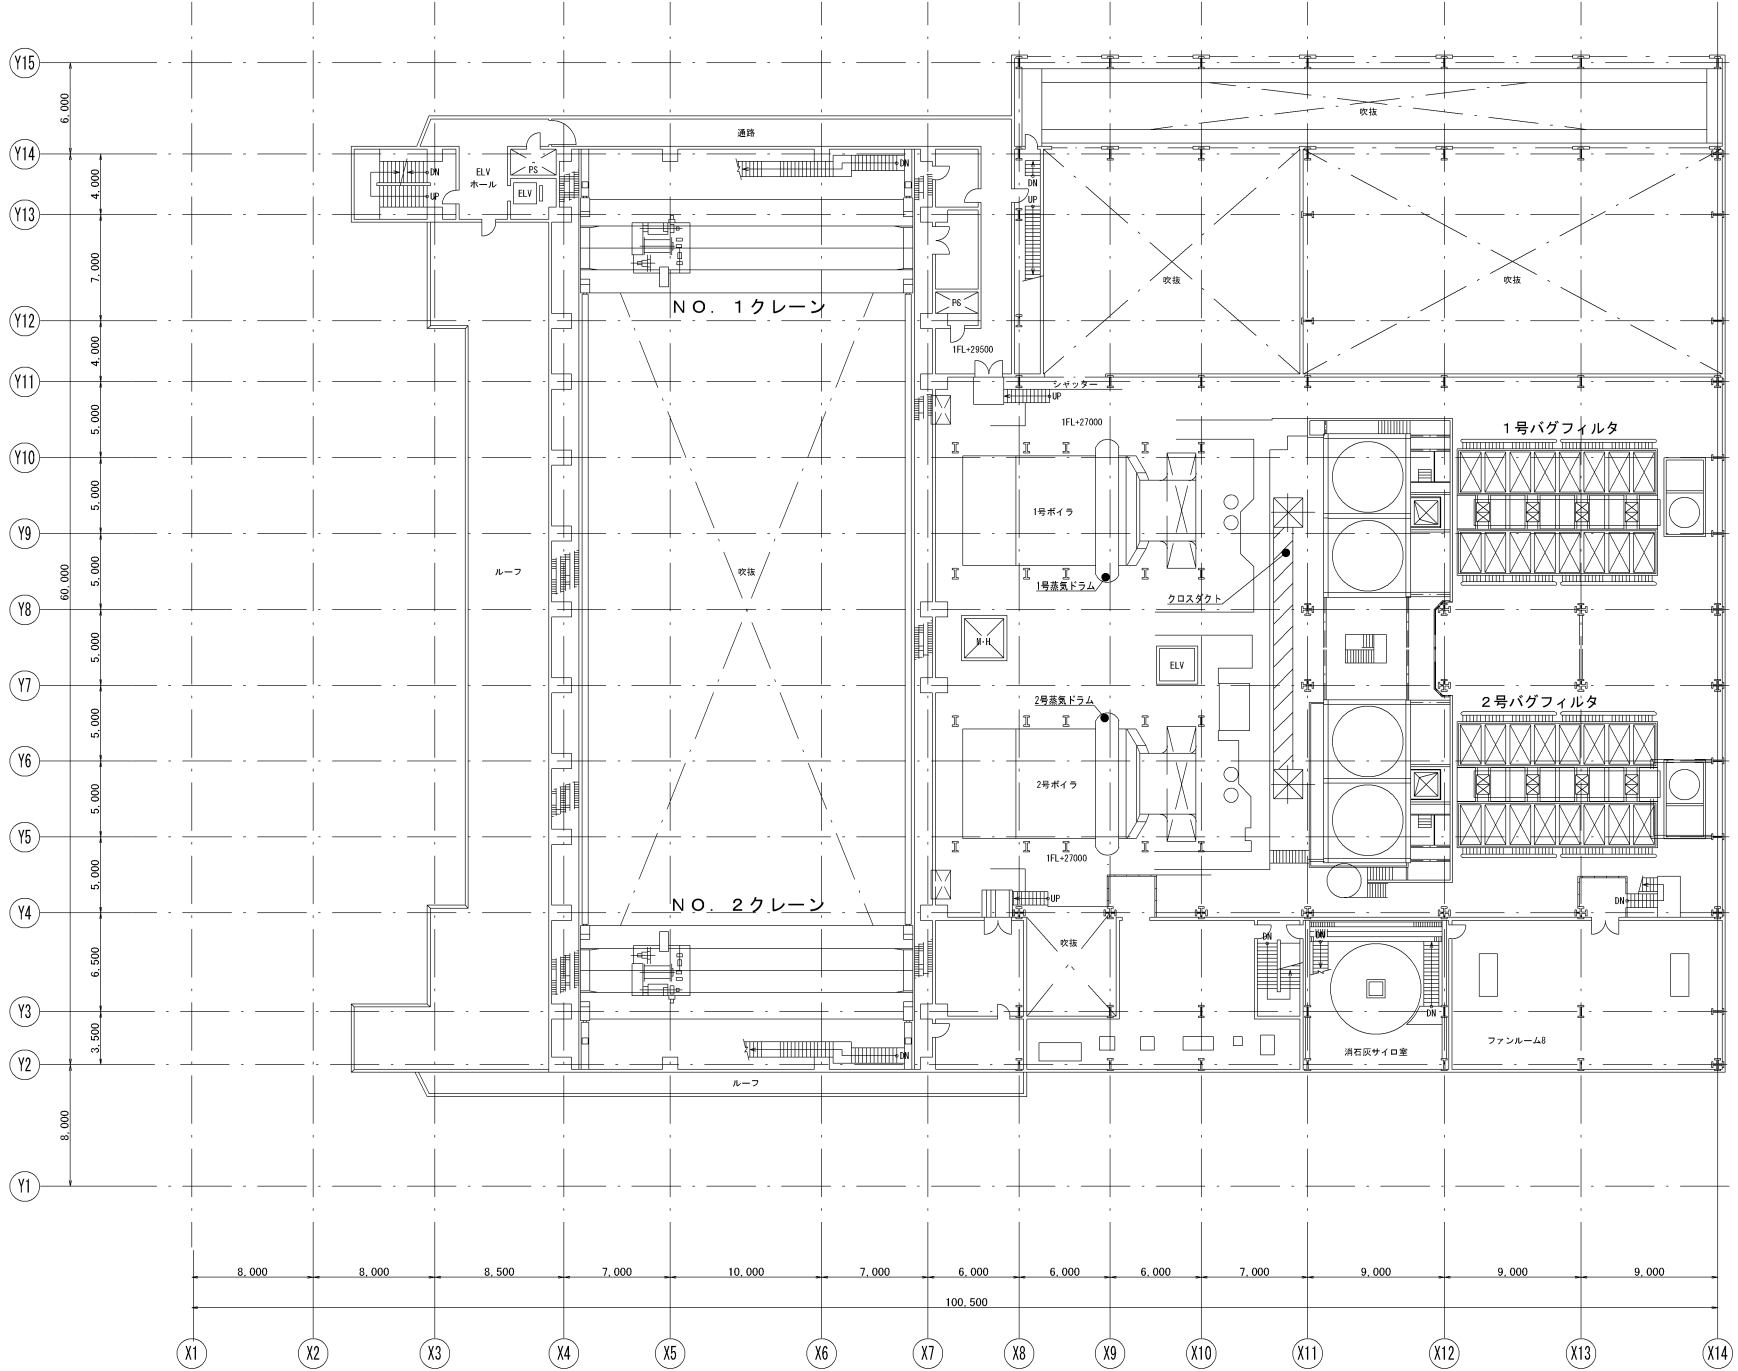 Y15
6,000
通路
吹抜
Y14
PS
DN
DN
ELV
ホール
4,000
ELV
DN
UP
UP
Y13
7,000
吹抜
吹抜
NO. 1クレーン
PS
Y12
1FL+29500
4,000
Y11
シャッター
UP
5,000
1FL+27000
1号バグフィルタ
Y10
5,000
1号ボイラ
Y9
60,000
5,000
ルーフ
吹抜
1号蒸気ドラム
クロスダクト
Y8
5,000
M・H
ELV
Y7
2号蒸気ドラム
2号バグフィルタ
5,000
Y6
2号ボイラ
5,000
Y5
1FL+27000
5,000
UP
DN
NO. 2クレーン
Y4
吹抜
DN
DN
6,500
Y3
DN
3,500
ファンルーム8
消石灰サイロ室
DN
Y2
ルーフ
8,000
Y1
8,000
8,000
8,500
7,000
10,000
7,000
6,000
6,000
6,000
7,000
9,000
9,000
9,000
100,500
X1
X2
X3
X4
X5
X6
X7
X8
X9
X10
X11
X12
X13
X14